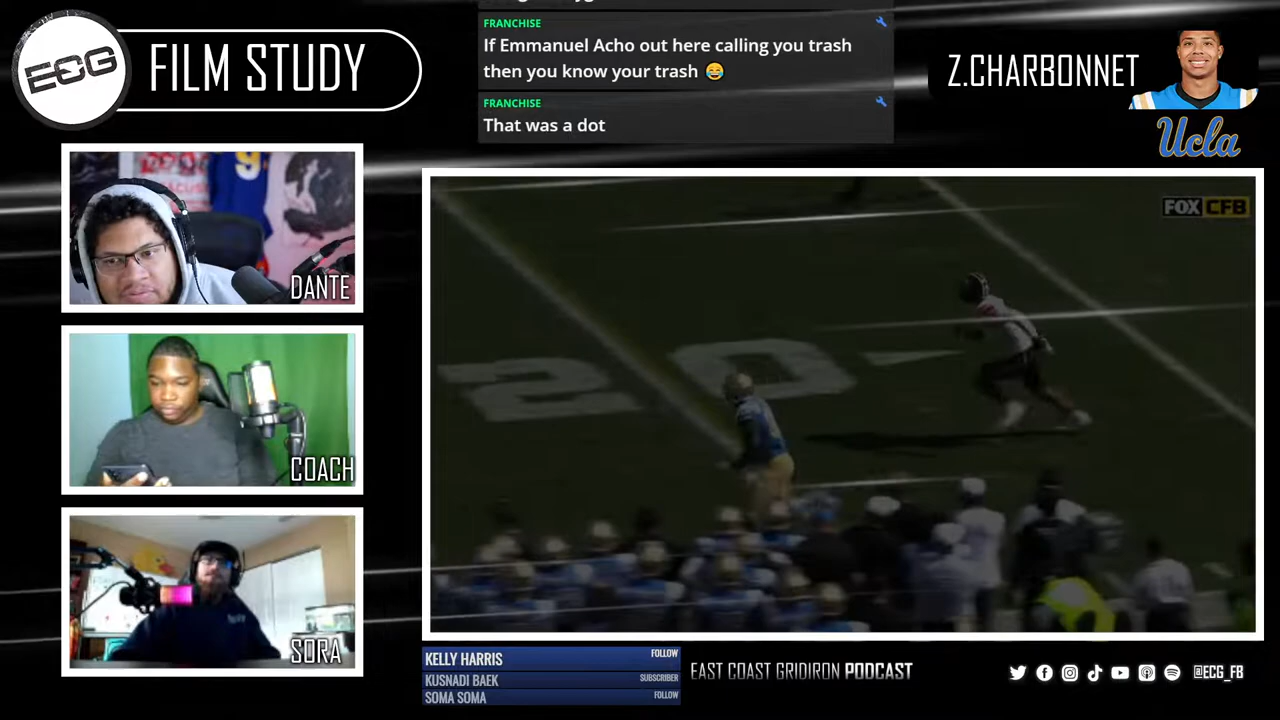 ECG
FILM STUDY
FRANCHISE
If Emmanuel Acho out here calling you trash
then you know your trash 😂
FRANCHISE
That was a dot
Z.CHARBONNET
Ucla
DANTE
COACH
SORA
FOX CFB
20
KELLY HARRIS FOLLOW
KUSNADI BAEK SUBSCRIBER
SOMA SOMA FOLLOW
EAST COAST GRIDIRON PODCAST
@ECG_FB